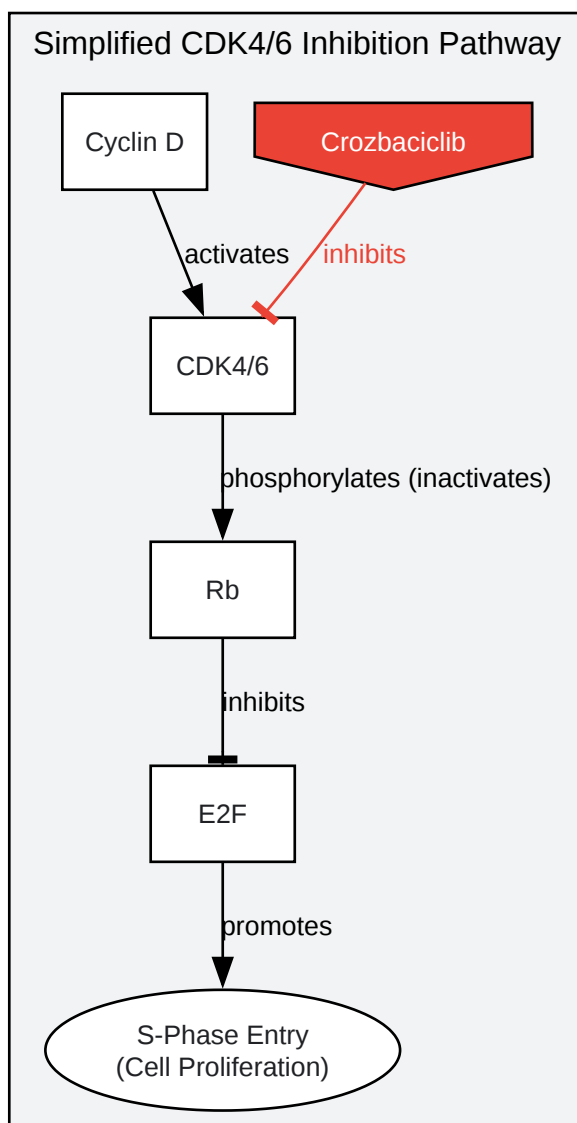 Simplified CDK4/6 Inhibition Pathway
Cyclin D
Crozbaciclib
activates
inhibits
CDK4/6
phosphorylates (inactivates)
Rb
inhibits
E2F
promotes
S-Phase Entry
(Cell Proliferation)